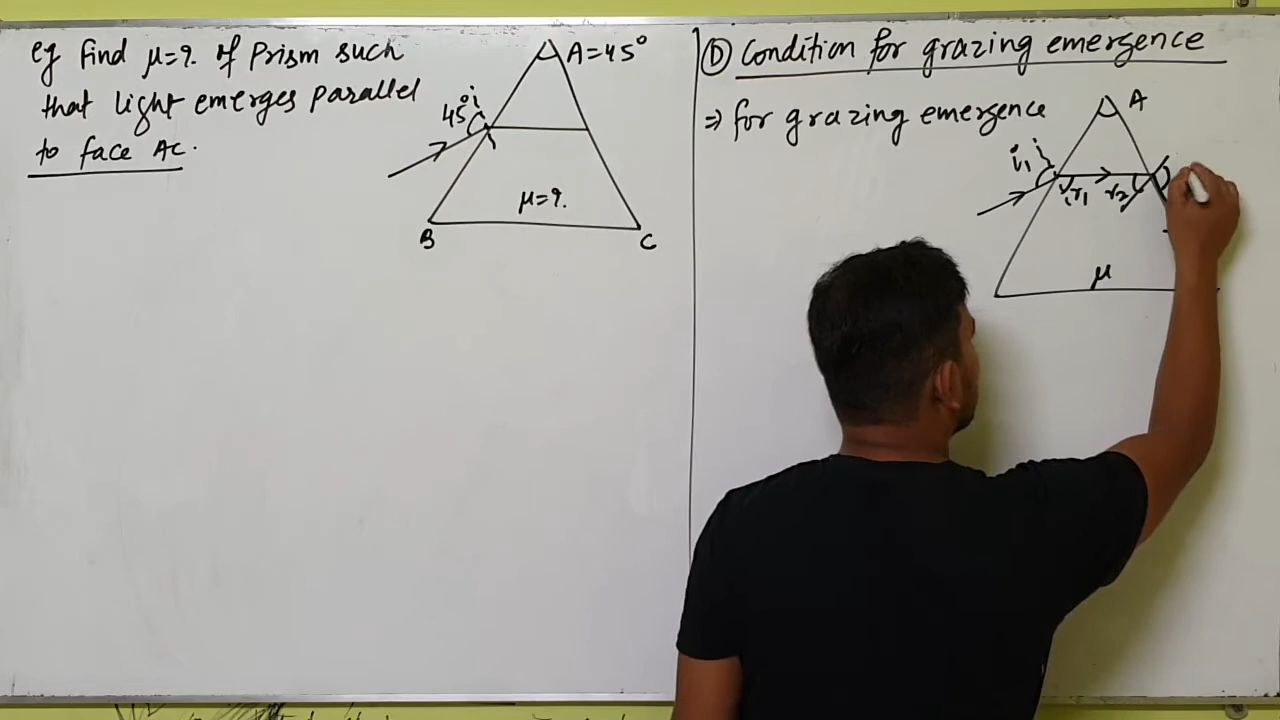 eg find μ=?. of Prism such
that light emerges parallel
to face AC.
A=45°
45° i
μ=?.
B
C
(D) Condition for grazing emergence
⇒ for grazing emergence
A
i₁ i
r₁ r₂
μ